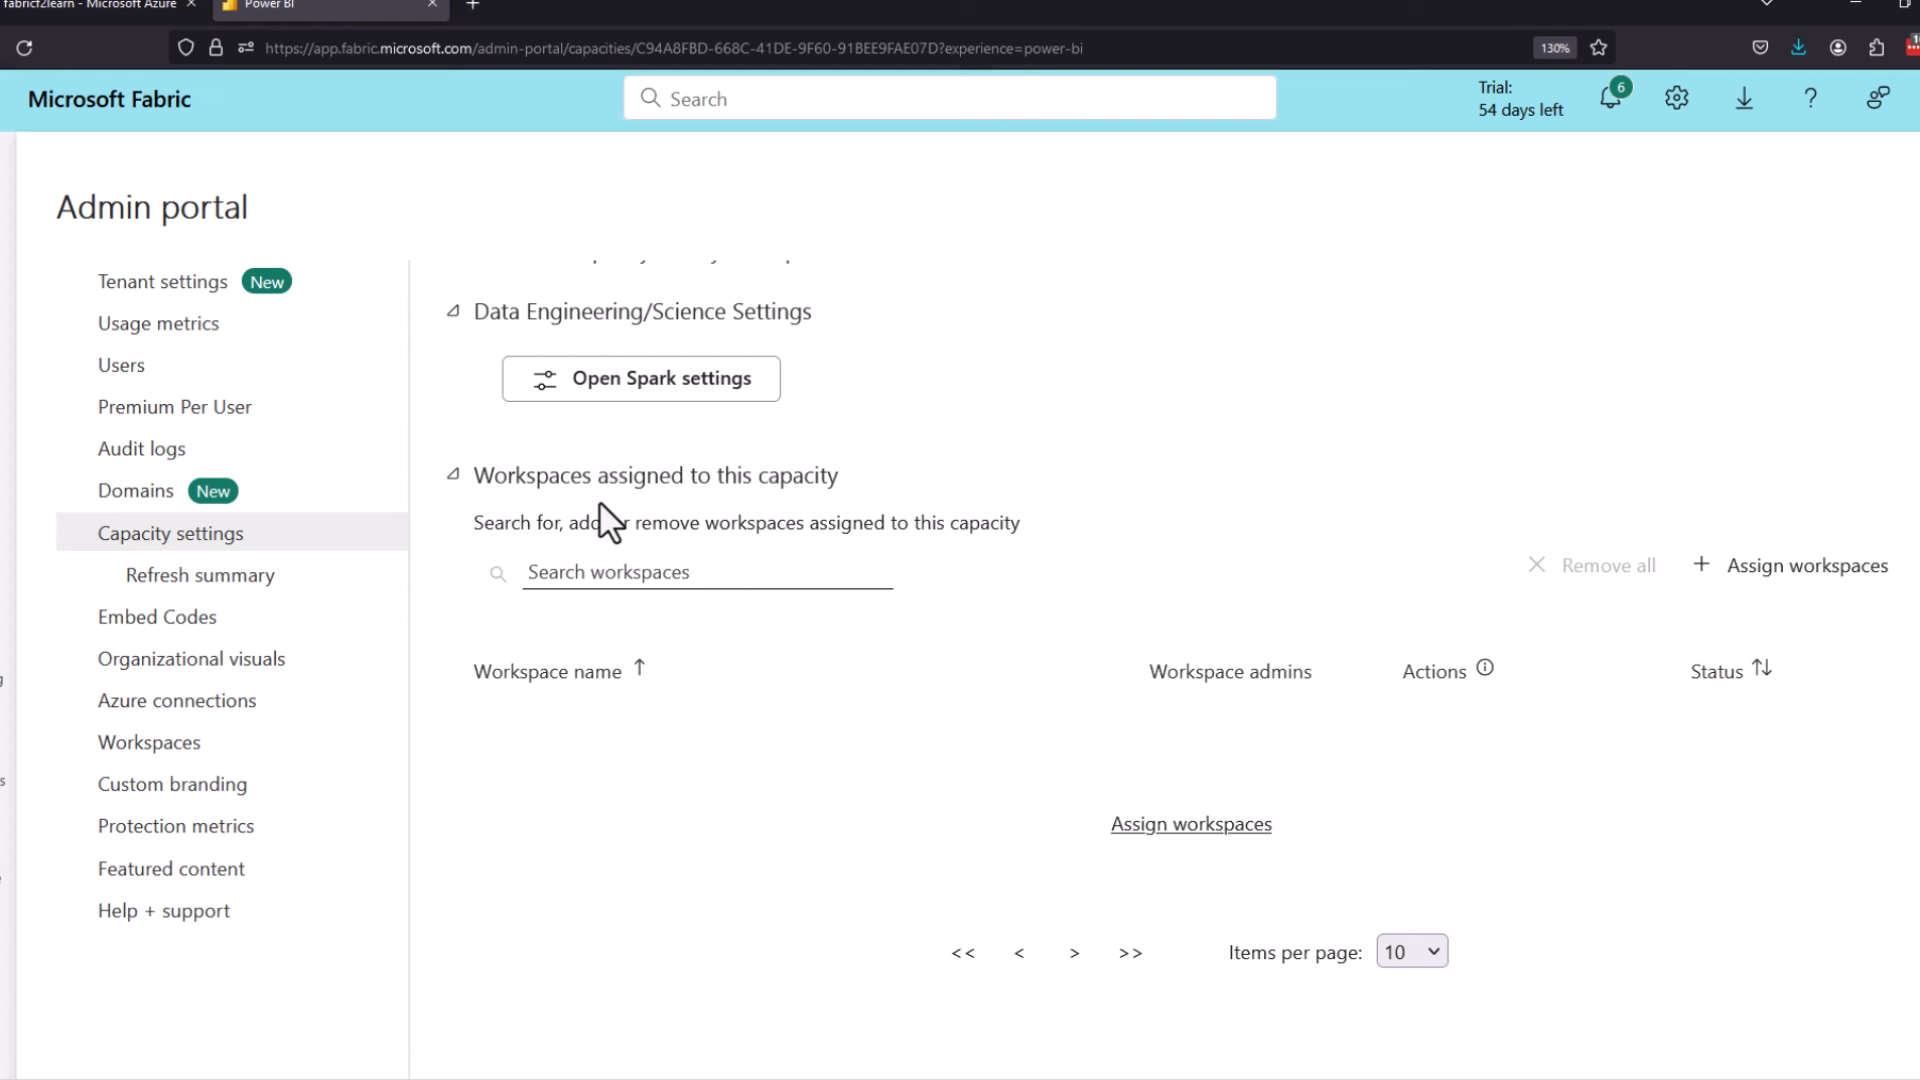 fabricf2learn - Microsoft Azure
Power BI
https://app.fabric.microsoft.com/admin-portal/capacities/C94A8FBD-668C-41DE-9F60-91BEE9FAE07D?experience=power-bi
130%
Microsoft Fabric
Search
Trial:
54 days left
6
Admin portal
Tenant settings New
Usage metrics
Users
Premium Per User
Audit logs
Domains New
Capacity settings
Refresh summary
Embed Codes
Organizational visuals
Azure connections
Workspaces
Custom branding
Protection metrics
Featured content
Help + support
Data Engineering/Science Settings
Open Spark settings
Workspaces assigned to this capacity
Search for, add or remove workspaces assigned to this capacity
Search workspaces
Remove all
+ Assign workspaces
Workspace name
Workspace admins
Actions
Status
Assign workspaces
<< < > >>
Items per page: 10